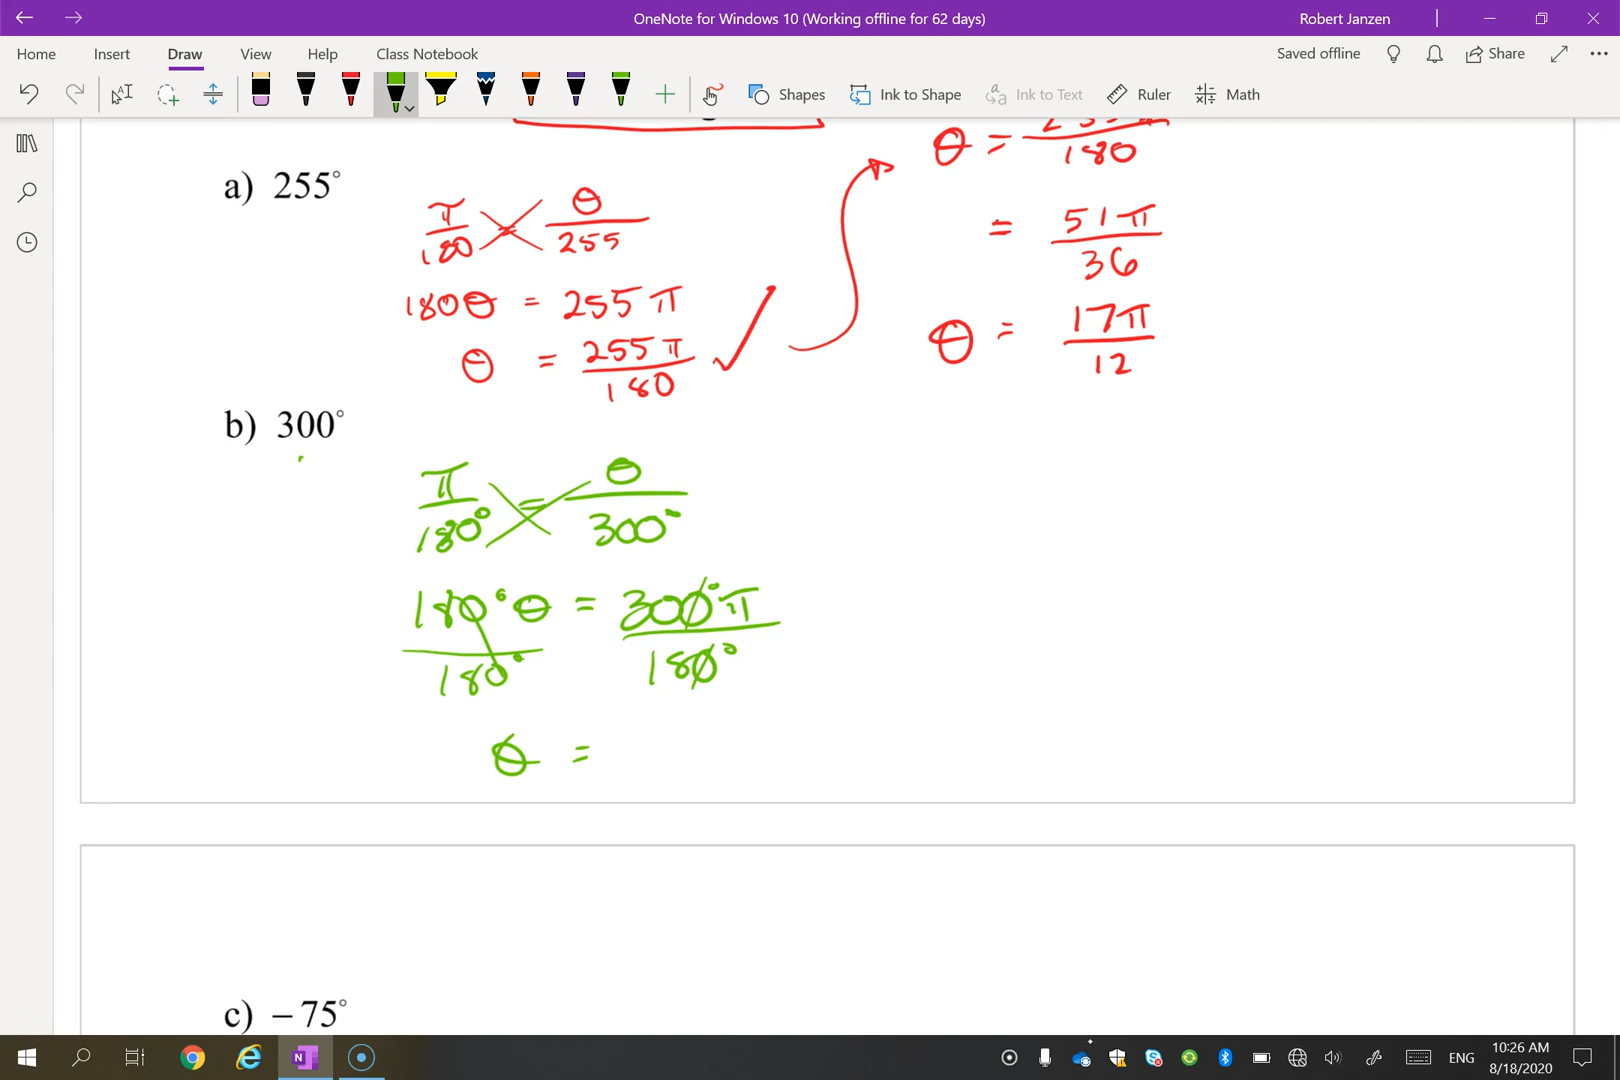 OneNote for Windows 10 (Working offline for 62 days)
Robert Janzen
Home Insert Draw View Help Class Notebook
Saved offline Share
Shapes Ink to Shape Ink to Text Ruler Math
a) 255°
π/180 = θ/255
180θ = 255π
θ = 255π/180 ✓
θ = 255π/180
= 51π/36
θ = 17π/12
b) 300°
π/180° = θ/300°
180°θ/180° = 300°π/180°
θ =
c) −75°
ENG
10:26 AM
8/18/2020